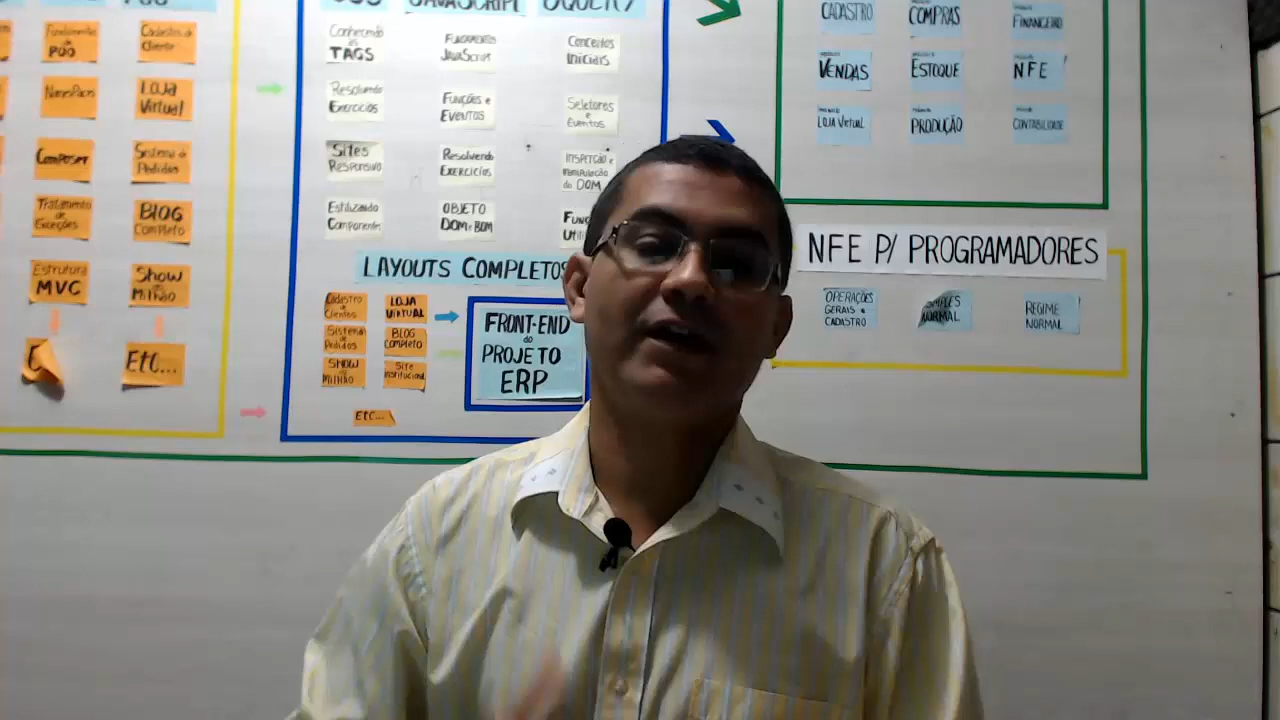 JAVASCRIPT
JQUERY
Fundamentos
de
POO
Cadastro de
Cliente
Loja
Virtual
Composer
Sistema de
Pedidos
Tratamento
de
Exceções
BLOG
Completo
Estrutura
MVC
Show
do
Milhão
Etc...
Conhecendo
as
TAGS
Fundamentos
JavaScript
Conceitos
Iniciais
Resolvendo
Exercícios
Funções e
Eventos
Seletores
e Eventos
Sites
Responsivo
Resolvendo
Exercícios
Inspeção e
Manipulação
do DOM
Estilizando
Componentes
OBJETO
DOM e BOM
LAYOUTS COMPLETOS
Cadastro
de
Clientes
LOJA
VIRTUAL
Sistema
de
Pedidos
BLOG
Completo
SHOW
do
Milhão
Site
Institucional
Etc...
FRONT-END
do
PROJETO
ERP
CADASTRO
COMPRAS
FINANCEIRO
VENDAS
ESTOQUE
NFE
LOJA VIRTUAL
PRODUÇÃO
CONTABILIDADE
NFE P/ PROGRAMADORES
OPERAÇÕES
GERAIS e
CADASTRO
REGIME
NORMAL